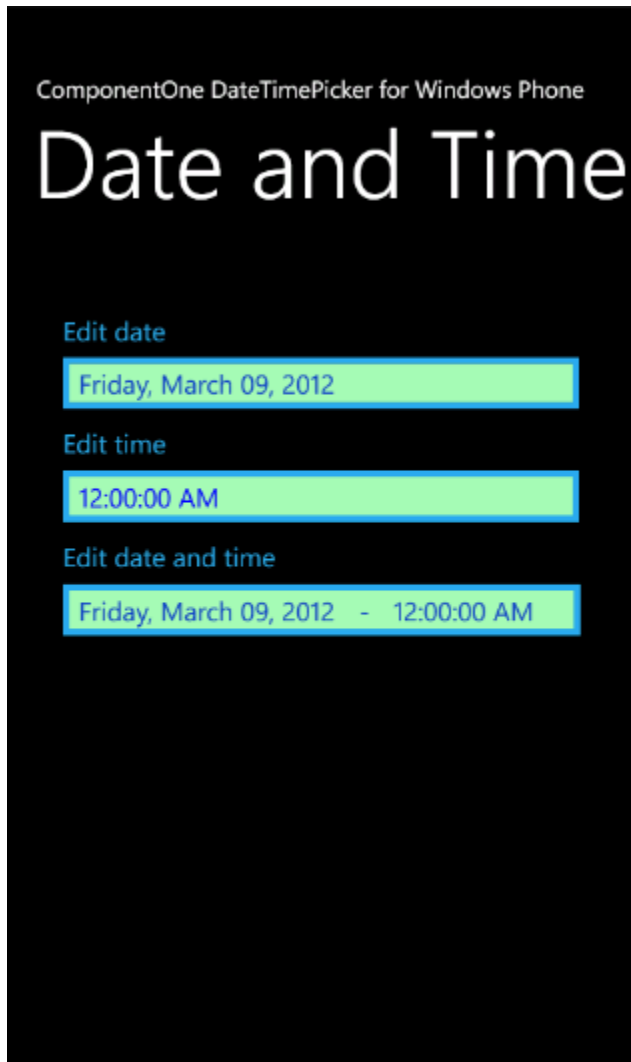 ComponentOne DateTimePicker for Windows Phone
Date and Time
Edit date
Friday, March 09, 2012
Edit time
12:00:00 AM
Edit date and time
Friday, March 09, 2012 - 12:00:00 AM